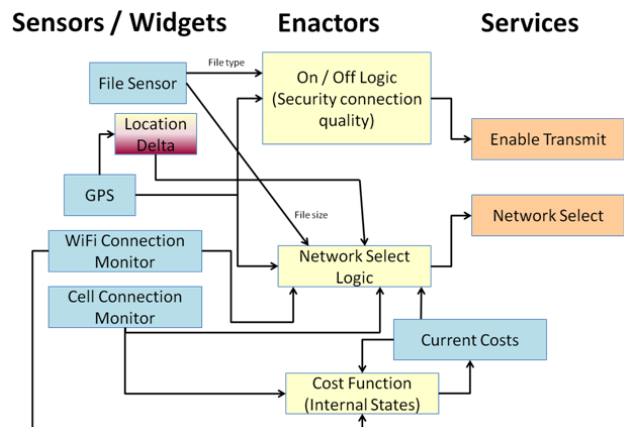 Sensors / Widgets
Enactors
Services
File type
File Sensor
On / Off Logic
(Security connection
quality)
Location
Delta
Enable Transmit
GPS
Network Select
File size
WiFi Connection
Monitor
Network Select
Logic
Cell Connection
Monitor
Current Costs
Cost Function
(Internal States)